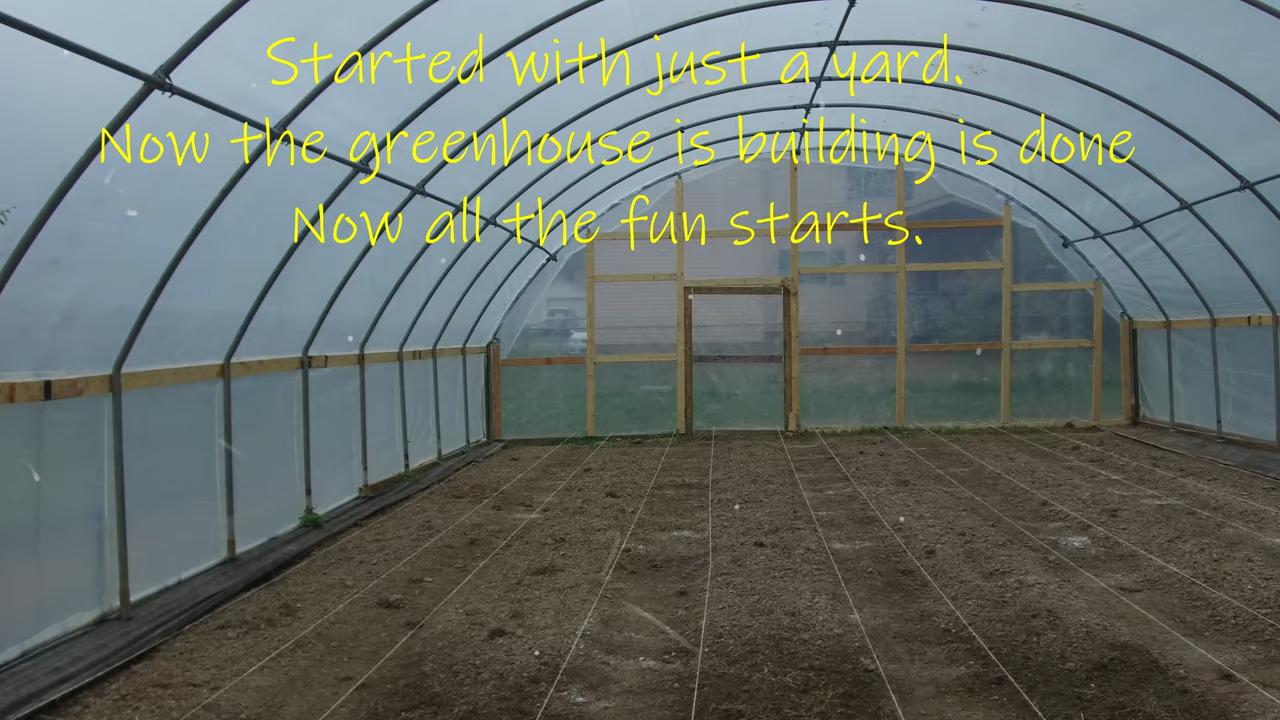 Started with just a yard.
Now the greenhouse is building is done
Now all the fun starts.